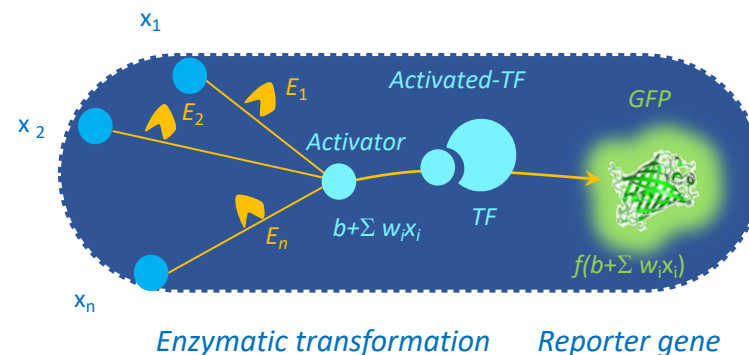 x1
x 2
E1
E2
Activated-TF
GFP
Activator
b+Σ wixi
En
TF
f(b+Σ wixi)
xn
Enzymatic transformation
Reporter gene